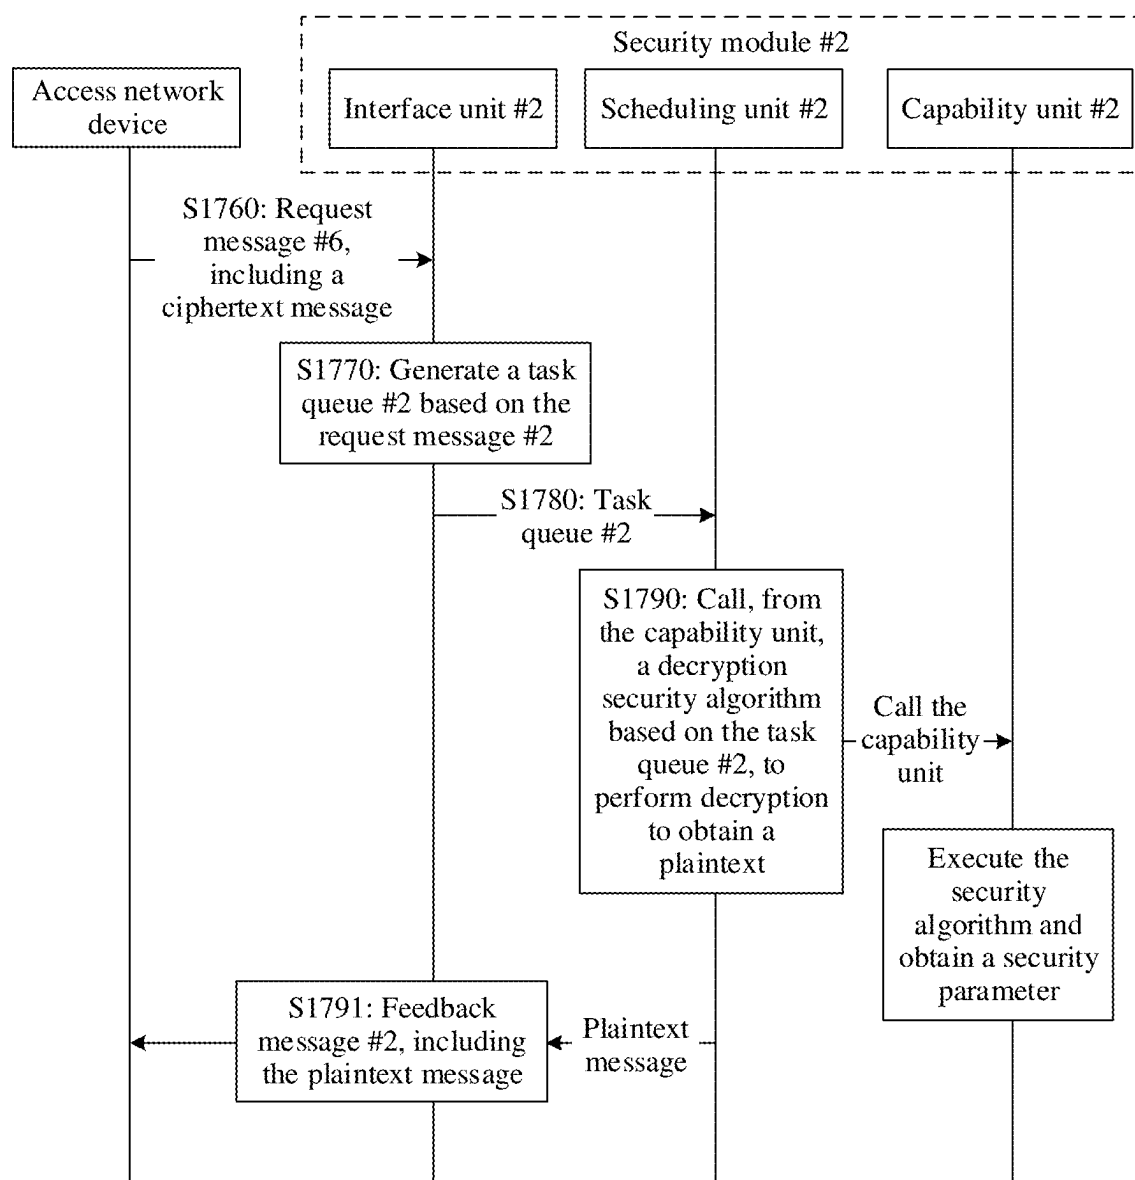 Security module #2
Access network
device
Interface unit #2
Scheduling unit #2
Capability unit #2
S1760: Request
message #6,
including a
ciphertext message
S1770: Generate a task
queue #2 based on the
request message #2
S1780: Task
queue #2
S1790: Call, from
the capability unit,
a decryption
security algorithm
based on the task
queue #2, to
perform decryption
to obtain a
plaintext
Call the
capability
unit
Execute the
security
algorithm and
obtain a security
parameter
S1791: Feedback
message #2, including
the plaintext message
Plaintext
message